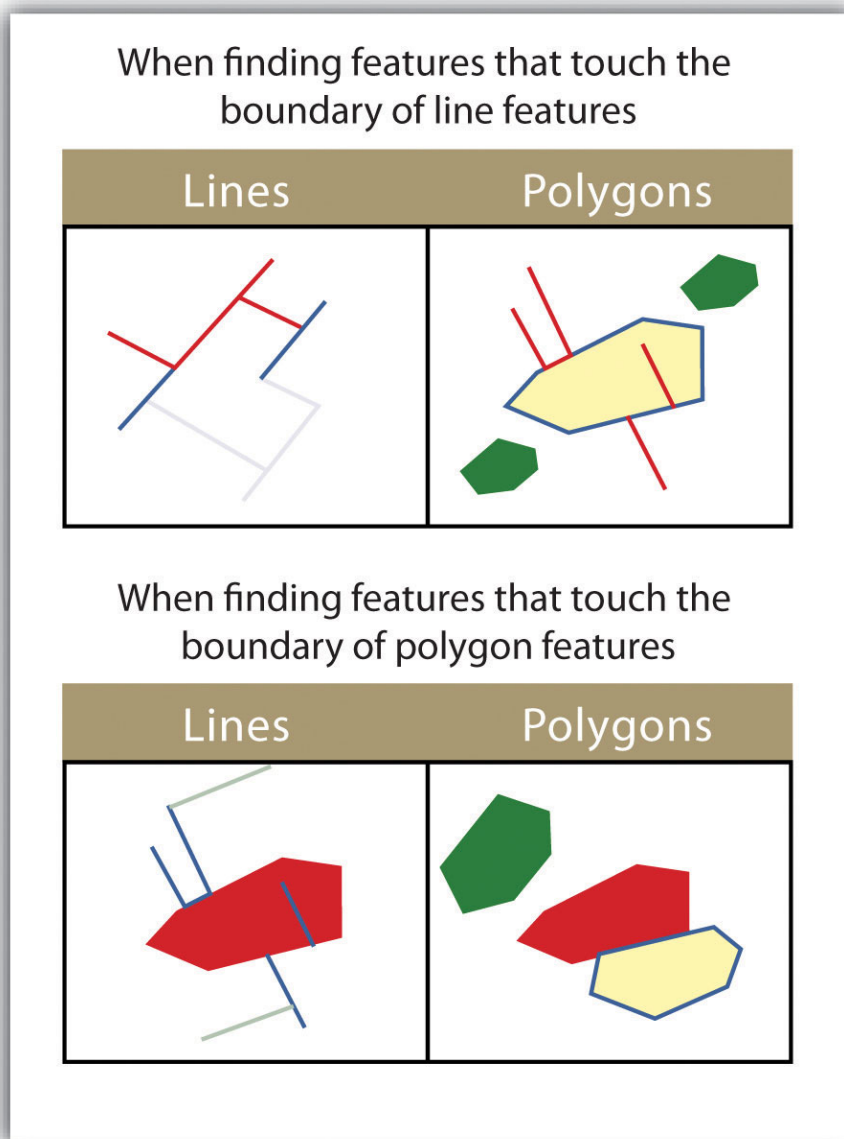 When finding features that touch the
boundary of line features
Lines
Polygons
When finding features that touch the
boundary of polygon features
Lines
Polygons